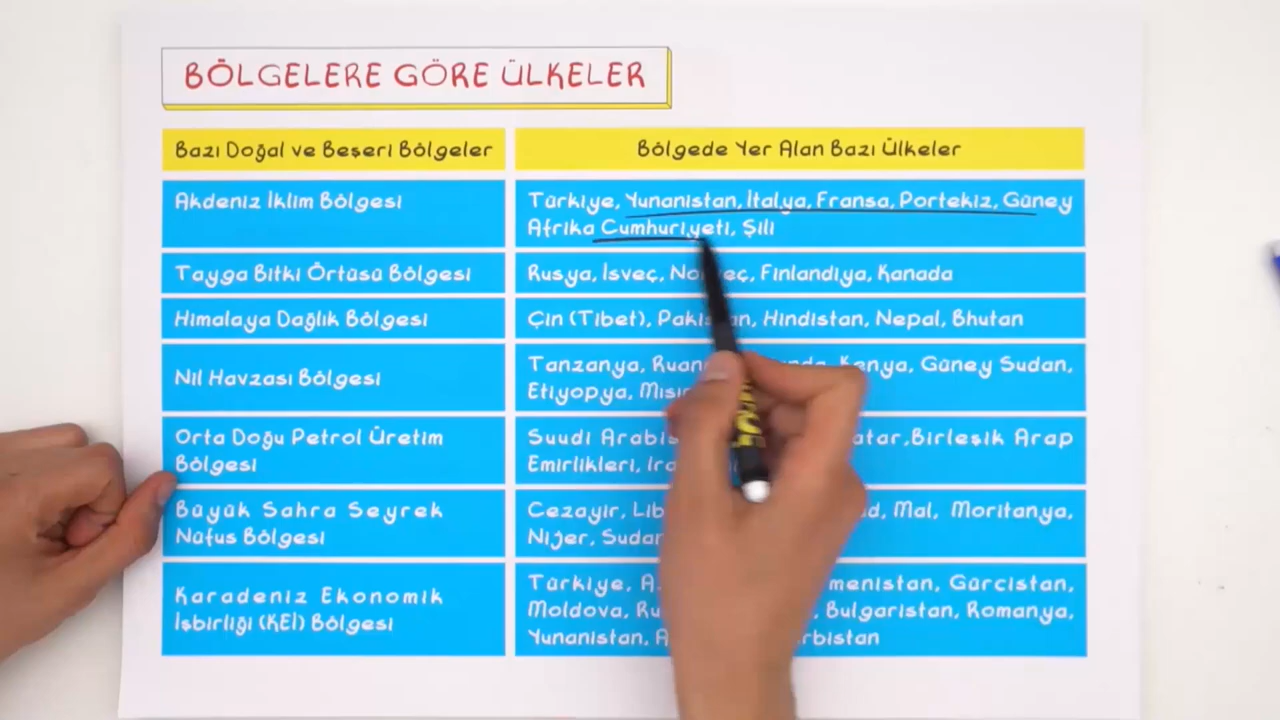 BÖLGELERE GÖRE ÜLKELER
Bazı Doğal ve Beşeri Bölgeler
Bölgede Yer Alan Bazı Ülkeler
Akdeniz İklim Bölgesi
Türkiye, Yunanistan, İtalya, Fransa, Portekiz, Güney
Afrika Cumhuriyeti, Şili
Tayga Bitki Örtüsü Bölgesi
Rusya, İsveç, Finlandiya, Kanada
Himalaya Dağlık Bölgesi
Çin (Tibet), Hindistan, Nepal, Bhutan
Nil Havzası Bölgesi
Tanzanya, Kenya, Güney Sudan,
Etiyopya,
Orta Doğu Petrol Üretim
Bölgesi
Suudi Birleşik Arap
Emirlikleri,
Büyük Sahra Seyrek
Nüfus Bölgesi
Cezayir, Mal, Moritanya,
Nijer,
Karadeniz Ekonomik
İşbirliği (KEİ) Bölgesi
Türkiye, Gürcistan,
Moldova, Bulgaristan, Romanya,
Yunanistan,